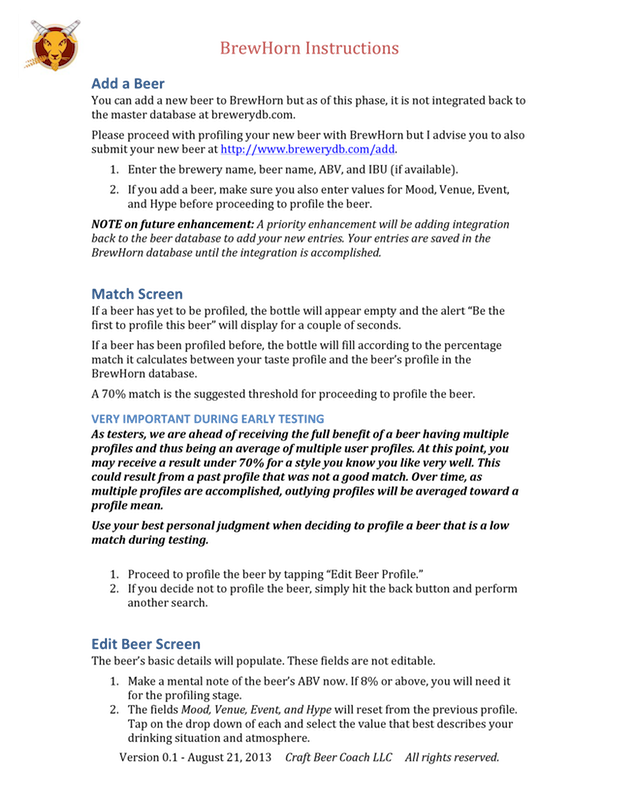 BrewHorn Instructions
Add a Beer
You can add a new beer to BrewHorn but as of this phase, it is not integrated back to
the master database at brewerydb.com.
Please proceed with profiling your new beer with BrewHorn but I advise you to also
submit your new beer at http://www.brewerydb.com/add.
1. Enter the brewery name, beer name, ABV, and IBU (if available).
2. If you add a beer, make sure you also enter values for Mood, Venue, Event,
and Hype before proceeding to profile the beer.
NOTE on future enhancement: A priority enhancement will be adding integration
back to the beer database to add your new entries. Your entries are saved in the
BrewHorn database until the integration is accomplished.
Match Screen
If a beer has yet to be profiled, the bottle will appear empty and the alert “Be the
first to profile this beer” will display for a couple of seconds.
If a beer has been profiled before, the bottle will fill according to the percentage
match it calculates between your taste profile and the beer’s profile in the
BrewHorn database.
A 70% match is the suggested threshold for proceeding to profile the beer.
VERY IMPORTANT DURING EARLY TESTING
As testers, we are ahead of receiving the full benefit of a beer having multiple
profiles and thus being an average of multiple user profiles. At this point, you
may receive a result under 70% for a style you know you like very well. This
could result from a past profile that was not a good match. Over time, as
multiple profiles are accomplished, outlying profiles will be averaged toward a
profile mean.
Use your best personal judgment when deciding to profile a beer that is a low
match during testing.
1. Proceed to profile the beer by tapping “Edit Beer Profile.”
2. If you decide not to profile the beer, simply hit the back button and perform
another search.
Edit Beer Screen
The beer’s basic details will populate. These fields are not editable.
1. Make a mental note of the beer’s ABV now. If 8% or above, you will need it
for the profiling stage.
2. The fields Mood, Venue, Event, and Hype will reset from the previous profile.
Tap on the drop down of each and select the value that best describes your
drinking situation and atmosphere.
Version 0.1 - August 21, 2013 Craft Beer Coach LLC All rights reserved.